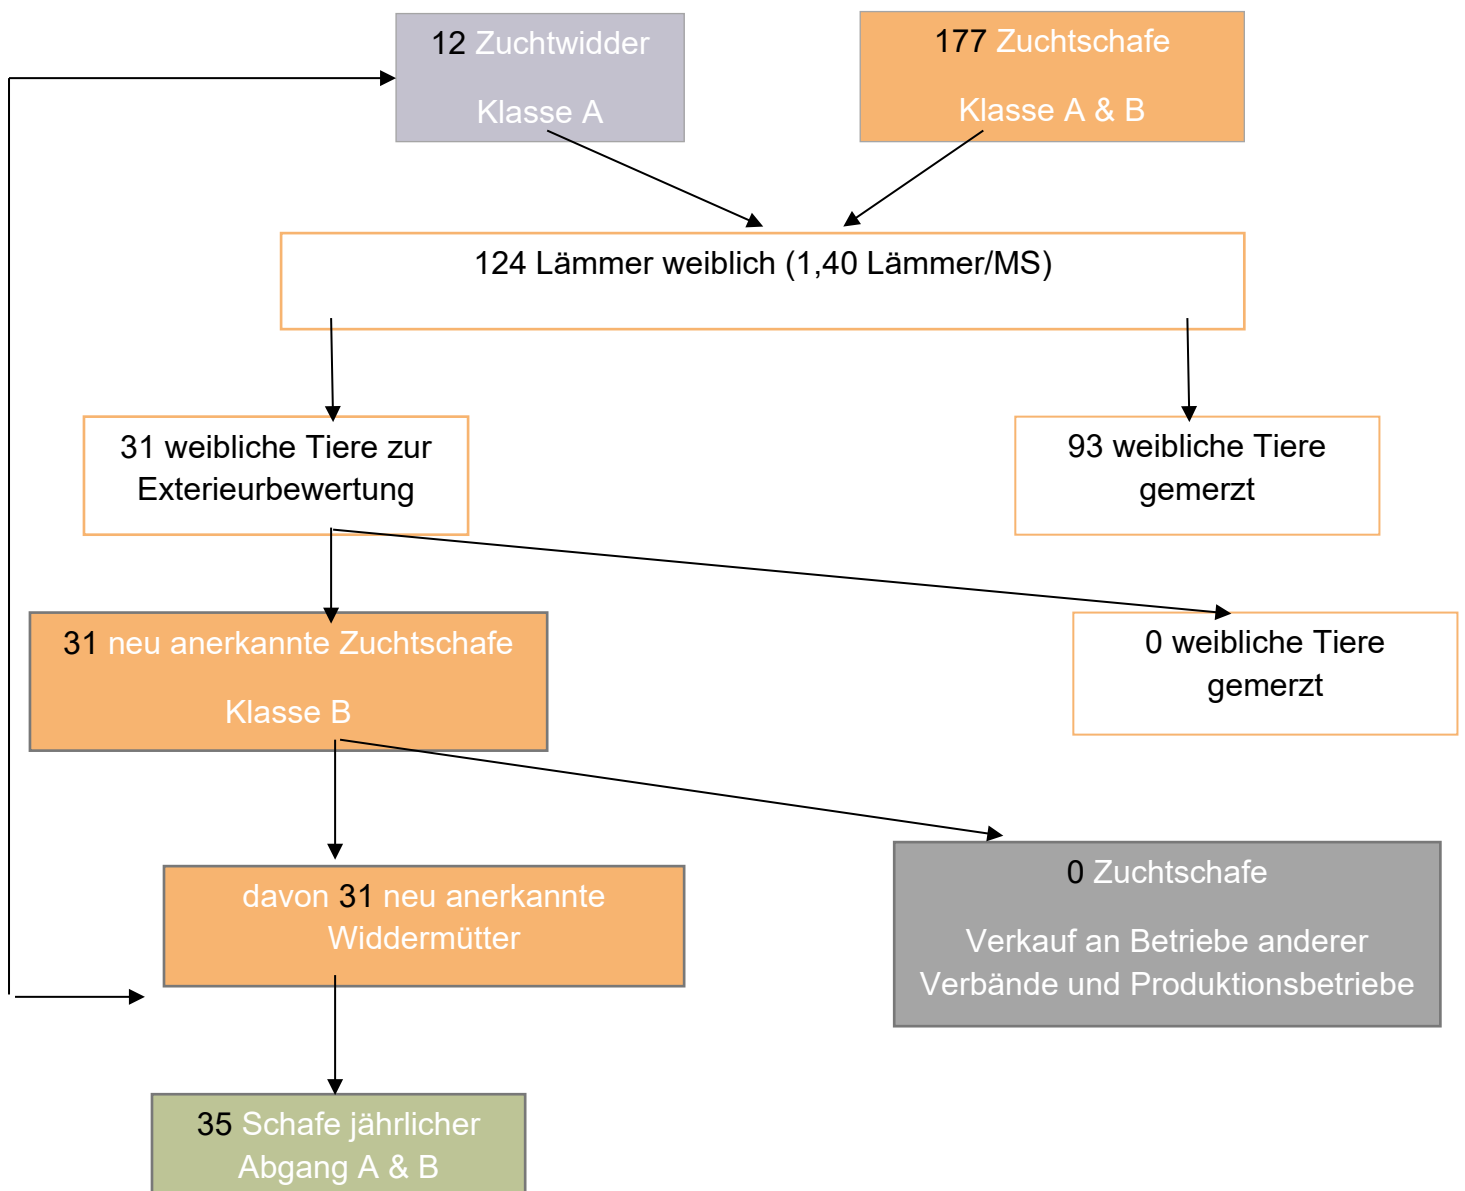 12 Zuchtwidder
Klasse A
177 Zuchtschafe
Klasse A & B
124 Lämmer weiblich (1,40 Lämmer/MS)
31 weibliche Tiere zur
Exterieurbewertung
93 weibliche Tiere
gemerzt
31 neu anerkannte Zuchtschafe
Klasse B
0 weibliche Tiere
gemerzt
davon 31 neu anerkannte
Widdermütter
0 Zuchtschafe
Verkauf an Betriebe anderer
Verbände und Produktionsbetriebe
35 Schafe jährlicher
Abgang A & B